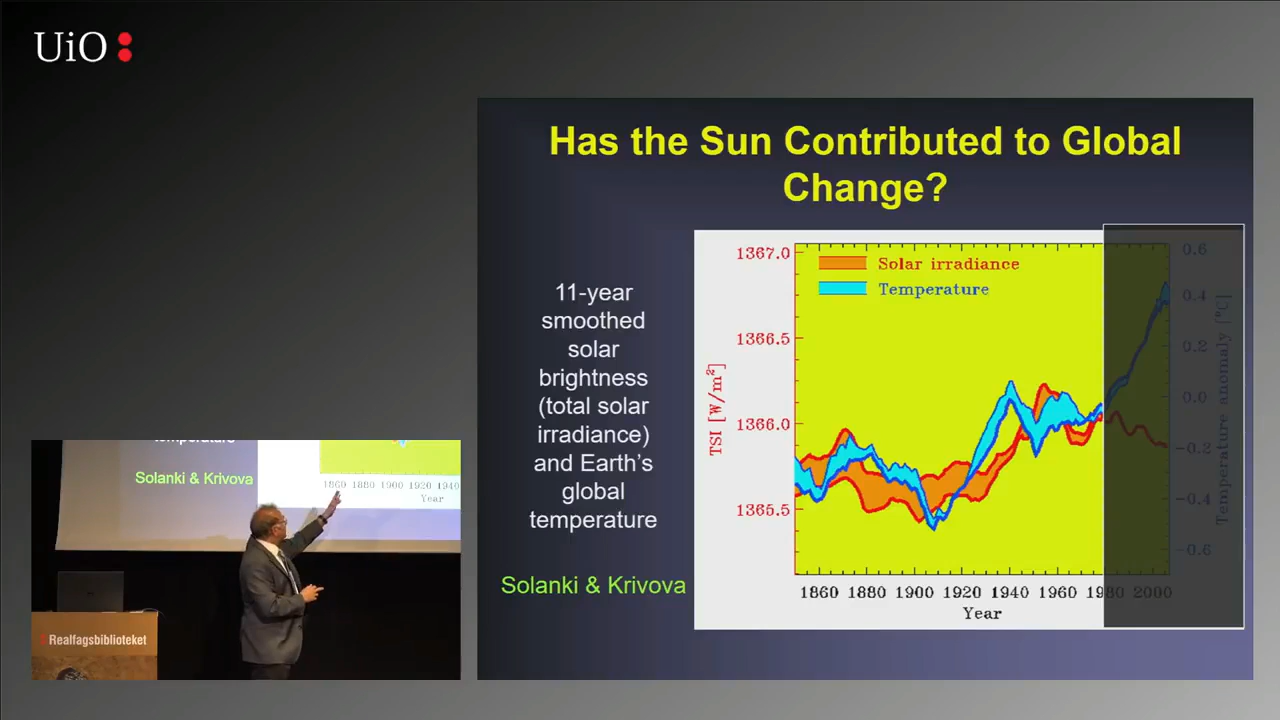 UiO
Has the Sun Contributed to Global
Change?
11-year
smoothed
solar
brightness
(total solar
irradiance)
and Earth’s
global
temperature
Solanki & Krivova
Solar irradiance
Temperature
1367.0
1366.5
1366.0
1365.5
TSI [W/m²]
0.6
0.4
0.2
0.0
−0.2
−0.4
−0.6
Temperature anomaly [°C]
1860 1880 1900 1920 1940 1960 1980 2000
Year
temperature
Solanki & Krivova
1860 1880 1900 1920 1940
Year
Realfagsbiblioteket